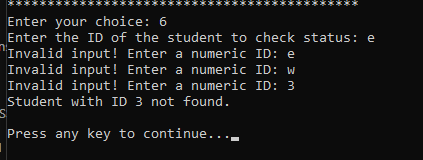 ********************************************
Enter your choice: 6
Enter the ID of the student to check status: e
Invalid input! Enter a numeric ID: e
Invalid input! Enter a numeric ID: w
Invalid input! Enter a numeric ID: 3
Student with ID 3 not found.
Press any key to continue...